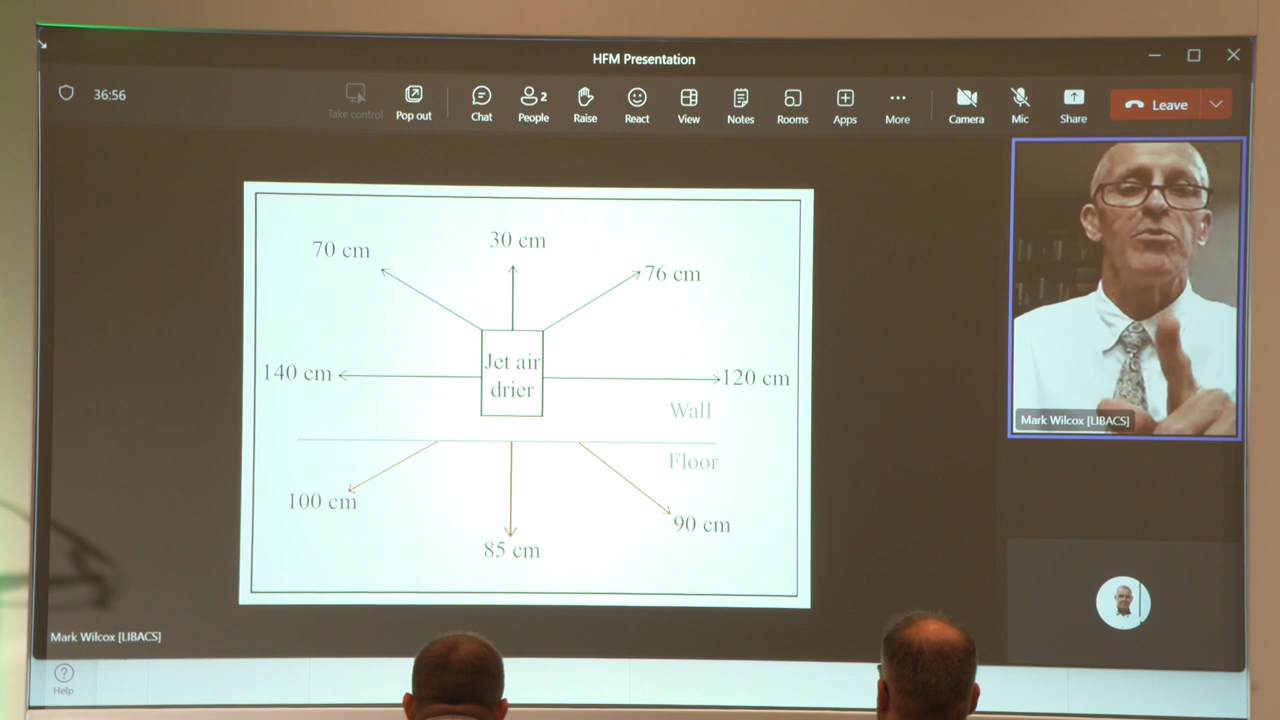 HFM Presentation
36:56
Take control
Pop out
Chat
People 2
Raise
React
View
Notes
Rooms
Apps
More
Camera
Mic
Share
Leave
70 cm
30 cm
76 cm
140 cm
Jet air
drier
120 cm
Wall
Floor
100 cm
85 cm
90 cm
Mark Wilcox [LIBACS]
Mark Wilcox [LIBACS]
Help